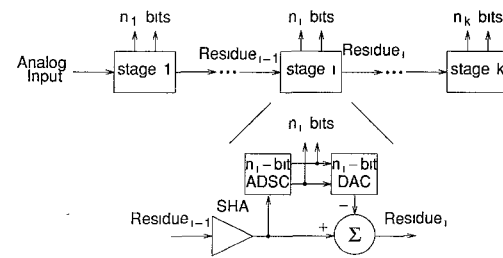 n1 bits
ni bits
nk bits
Analog
Input
stage 1
Residuei-1
stage i
Residuei
stage k
ni bits
ni-bit
ADSC
ni-bit
DAC
SHA
Residuei-1
+
−
Σ
Residuei